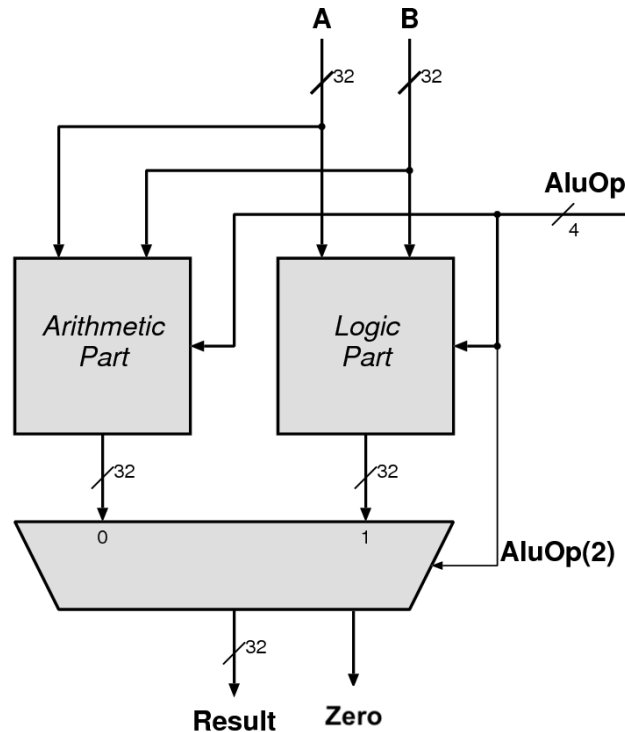 A B
32 32
AluOp
4
Arithmetic
Part
Logic
Part
32 32
0 1
AluOp(2)
32
Result Zero